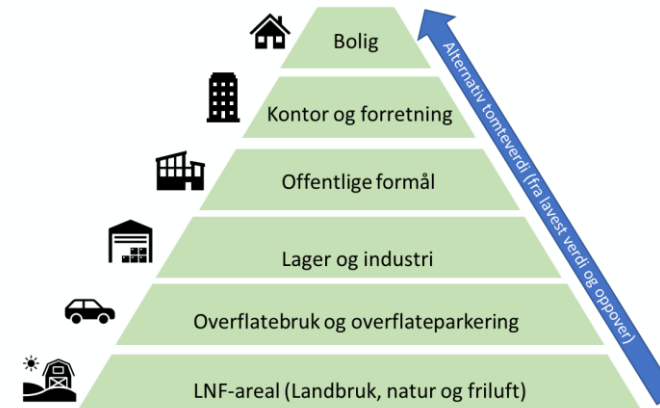 Bolig
Kontor og forretning
Offentlige formål
Lager og industri
Overflatebruk og overflateparkering
LNF-areal (Landbruk, natur og friluft)
Alternativ tomteverdi (fra lavest verdi og oppover)